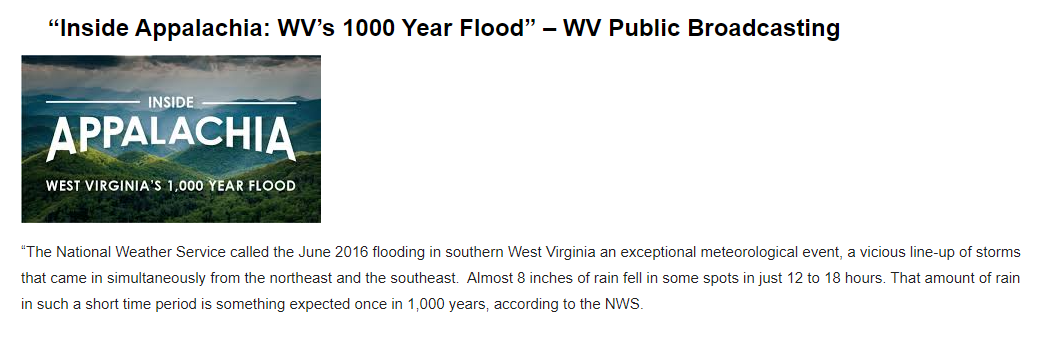 “Inside Appalachia: WV’s 1000 Year Flood” – WV Public Broadcasting
INSIDE
APPALACHIA
WEST VIRGINIA'S 1,000 YEAR FLOOD
“The National Weather Service called the June 2016 flooding in southern West Virginia an exceptional meteorological event, a vicious line-up of storms
that came in simultaneously from the northeast and the southeast.  Almost 8 inches of rain fell in some spots in just 12 to 18 hours. That amount of rain
in such a short time period is something expected once in 1,000 years, according to the NWS.